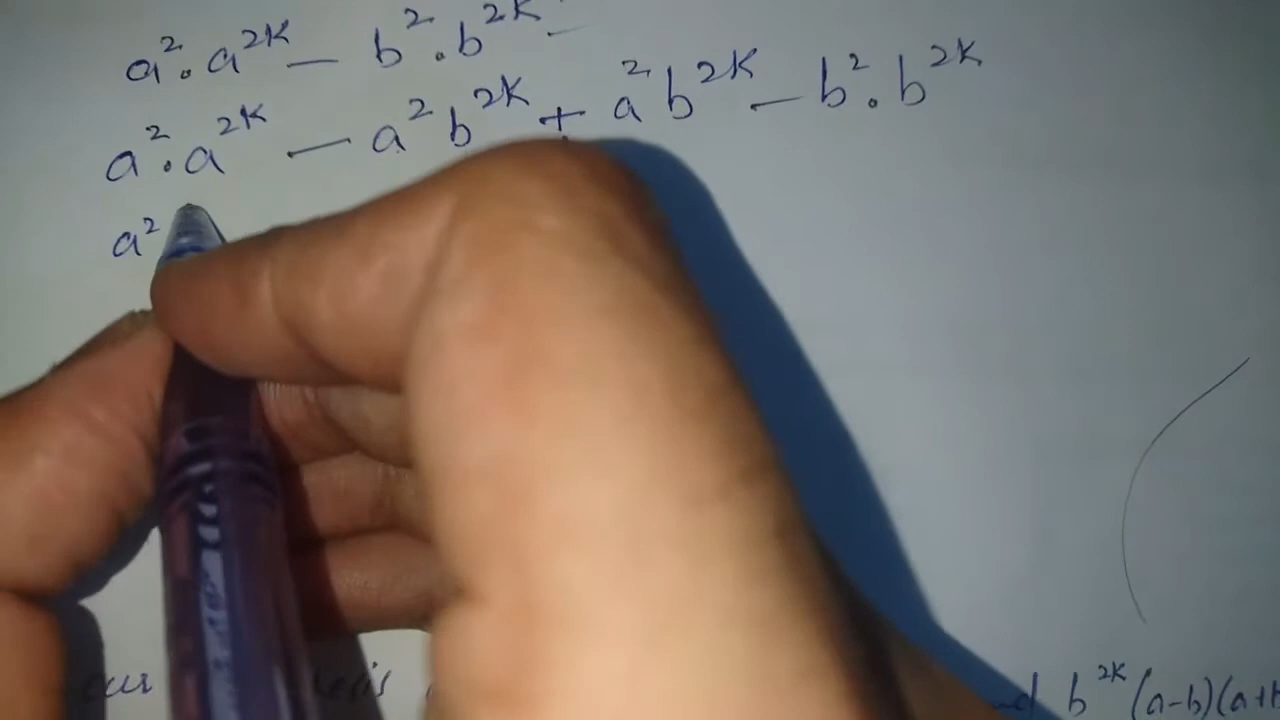 a².a²ᴷ − b².b²ᴷ −
a².a²ᴷ − a²b²ᴷ + a²b²ᴷ − b².b²ᴷ
a²
b²ᴷ(a-b)(a+